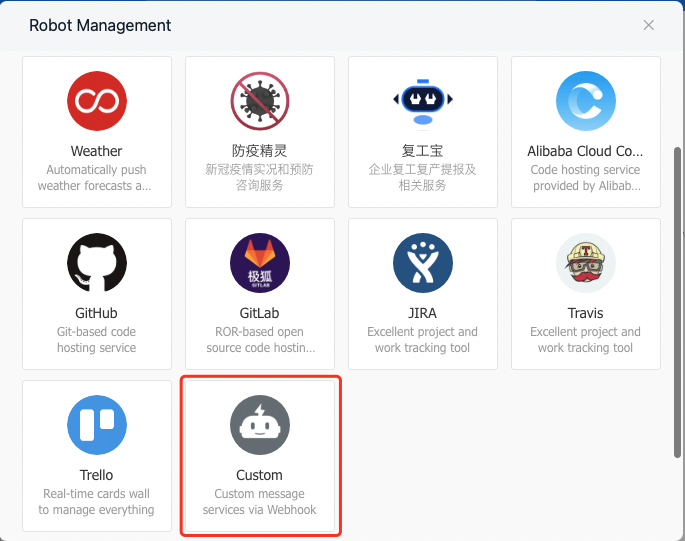 Robot Management
Weather
Automatically push
weather forecasts a...
防疫精灵
新冠疫情实况和预防
咨询服务
复工宝
企业复工复产提报及
相关服务
Alibaba Cloud Co...
Code hosting service
provided by Alibab...
GitHub
Git-based code
hosting service
极狐
GITLAB
GitLab
ROR-based open
source code hostin...
JIRA
Excellent project and
work tracking tool
T
Travis
Excellent project and
work tracking tool
Trello
Real-time cards wall
to manage everything
Custom
Custom message
services via Webhook